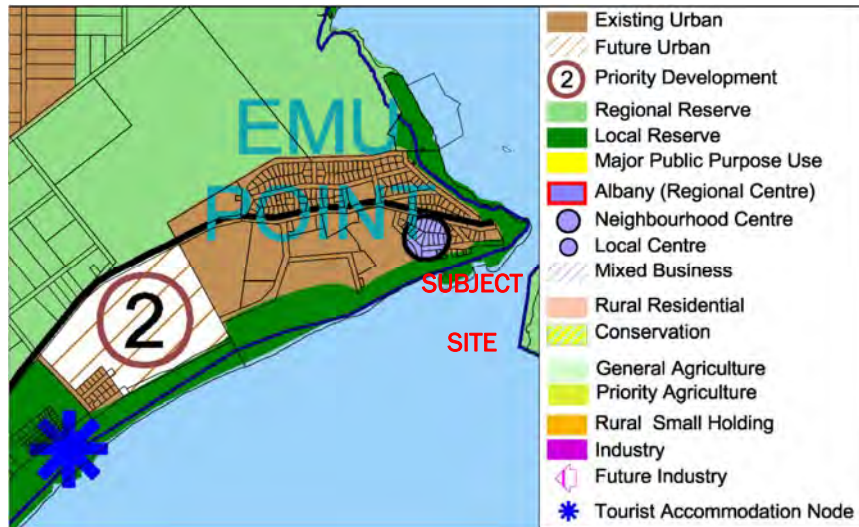 EMU
POINT
SUBJECT
SITE
2
Existing Urban
Future Urban
2 Priority Development
Regional Reserve
Local Reserve
Major Public Purpose Use
Albany (Regional Centre)
Neighbourhood Centre
Local Centre
Mixed Business
Rural Residential
Conservation
General Agriculture
Priority Agriculture
Rural Small Holding
Industry
Future Industry
Tourist Accommodation Node